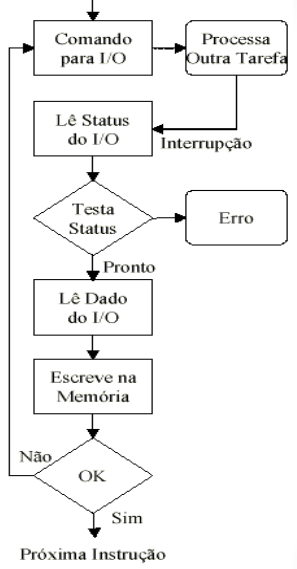 Comando
para I/O
Processa
Outra Tarefa
Lê Status
do I/O
Interrupção
Testa
Status
Erro
Pronto
Lê Dado
do I/O
Escreve na
Memória
Não
OK
Sim
Próxima Instrução